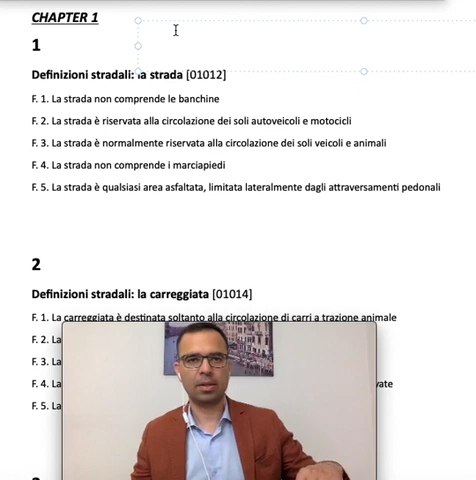 CHAPTER 1
1
Definizioni stradali: la strada [01012]
F. 1. La strada non comprende le banchine
F. 2. La strada è riservata alla circolazione dei soli autoveicoli e motocicli
F. 3. La strada è normalmente riservata alla circolazione dei soli veicoli e animali
F. 4. La strada non comprende i marciapiedi
F. 5. La strada è qualsiasi area asfaltata, limitata lateralmente dagli attraversamenti pedonali
2
Definizioni stradali: la carreggiata [01014]
F. 1. La carreggiata è destinata soltanto alla circolazione di carri a trazione animale
F. 2. La
F. 3. La
F. 4. La
F. 5. La